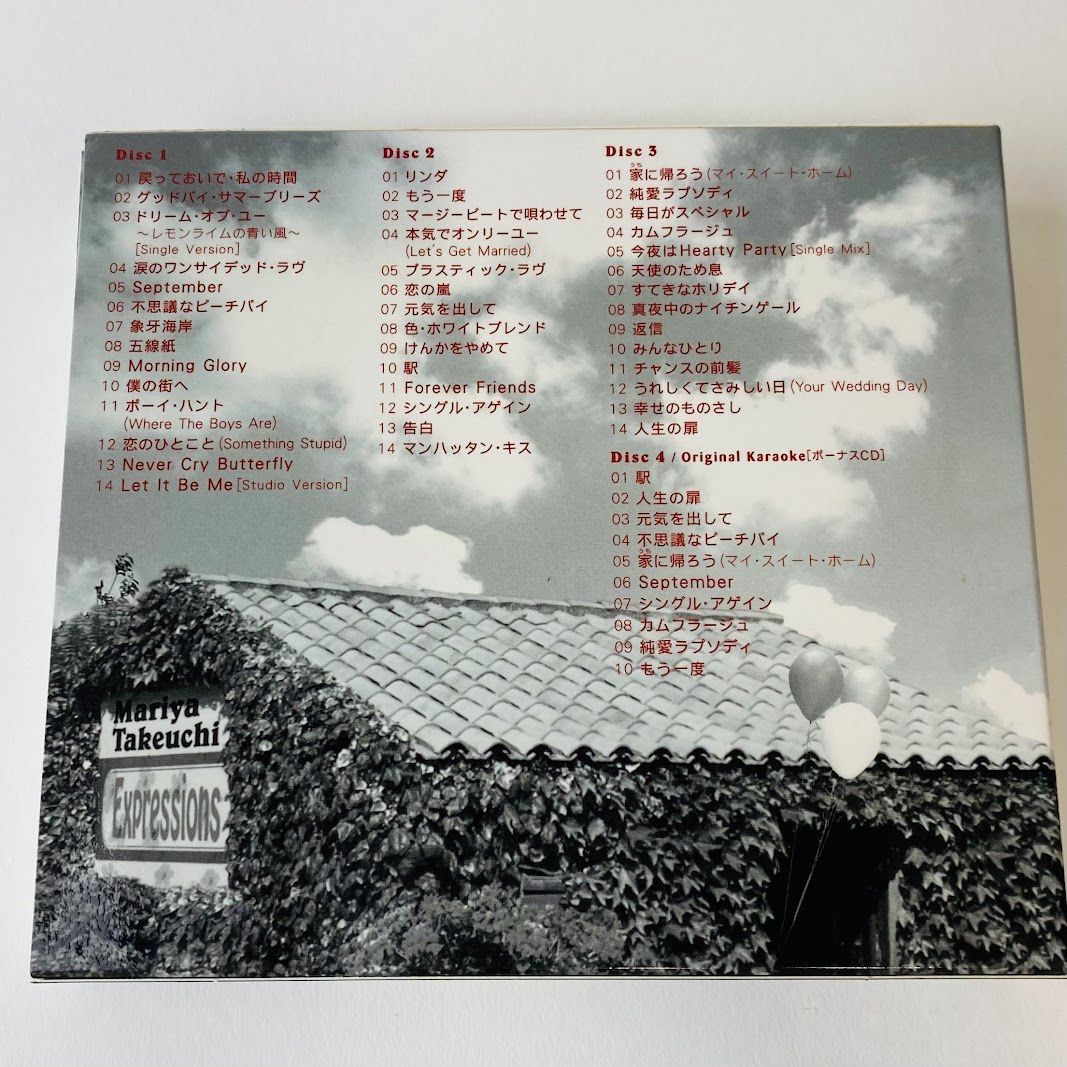 Disc 1
01 戻っておいで・私の時間
02 グッドバイ・サマーブリーズ
03 ドリーム・オブ・ユー
〜レモンライムの青い風〜
[Single Version]
04 涙のワンサイデッド・ラヴ
05 September
06 不思議なピーチパイ
07 象牙海岸
08 五線紙
09 Morning Glory
10 僕の街へ
11 ボーイ・ハント
(Where The Boys Are)
12 恋のひとこと(Something Stupid)
13 Never Cry Butterfly
14 Let It Be Me[Studio Version]
Disc 2
01 リンダ
02 もう一度
03 マージービートで唄わせて
04 本気でオンリーユー
(Let's Get Married)
05 プラスティック・ラヴ
06 恋の嵐
07 元気を出して
08 色・ホワイトブレンド
09 けんかをやめて
10 駅
11 Forever Friends
12 シングル・アゲイン
13 告白
14 マンハッタン・キス
Disc 3
うち
01 家に帰ろう(マイ・スイート・ホーム)
02 純愛ラプソディ
03 毎日がスペシャル
04 カムフラージュ
05 今夜はHearty Party[Single Mix]
06 天使のため息
07 すてきなホリデイ
08 真夜中のナイチンゲール
09 返信
10 みんなひとり
11 チャンスの前髪
12 うれしくてさみしい日(Your Wedding Day)
13 幸せのものさし
14 人生の扉
Disc 4 / Original Karaoke[ボーナスCD]
01 駅
02 人生の扉
03 元気を出して
04 不思議なピーチパイ
うち
05 家に帰ろう(マイ・スイート・ホーム)
06 September
07 シングル・アゲイン
08 カムフラージュ
09 純愛ラプソディ
10 もう一度
Mariya
Takeuchi
Expressions